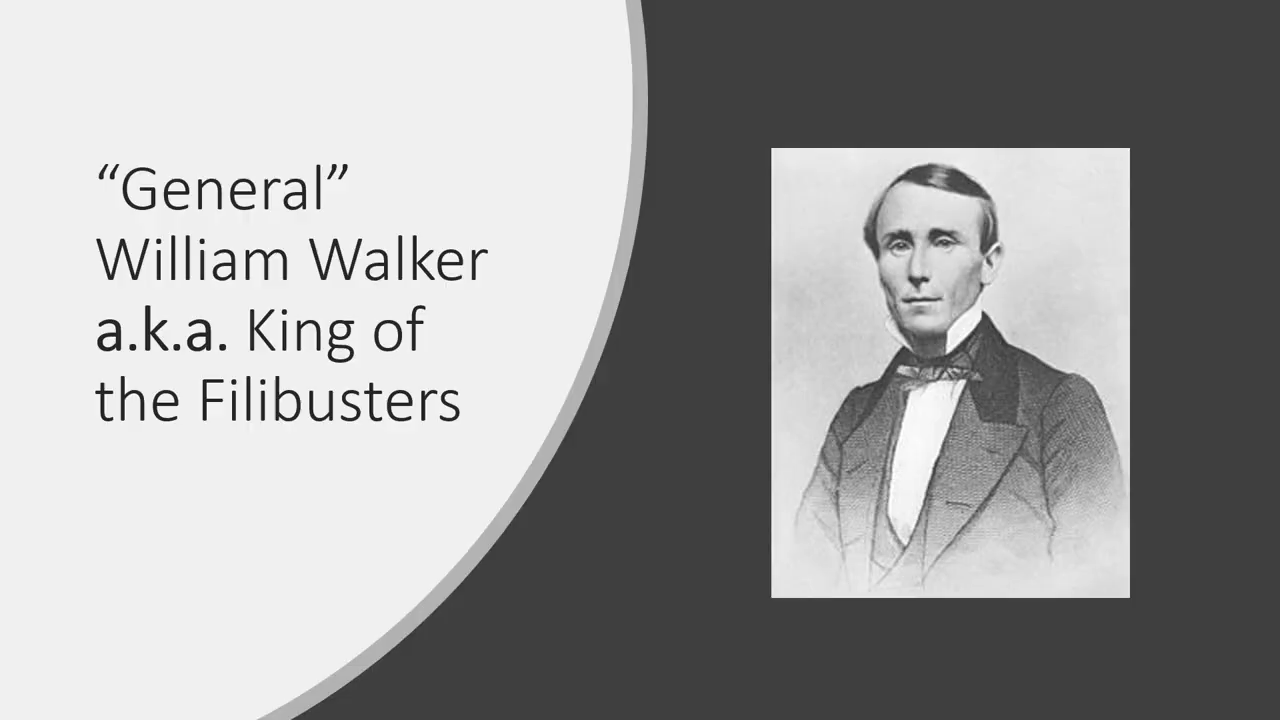 “General”
William Walker
a.k.a. King of
the Filibusters